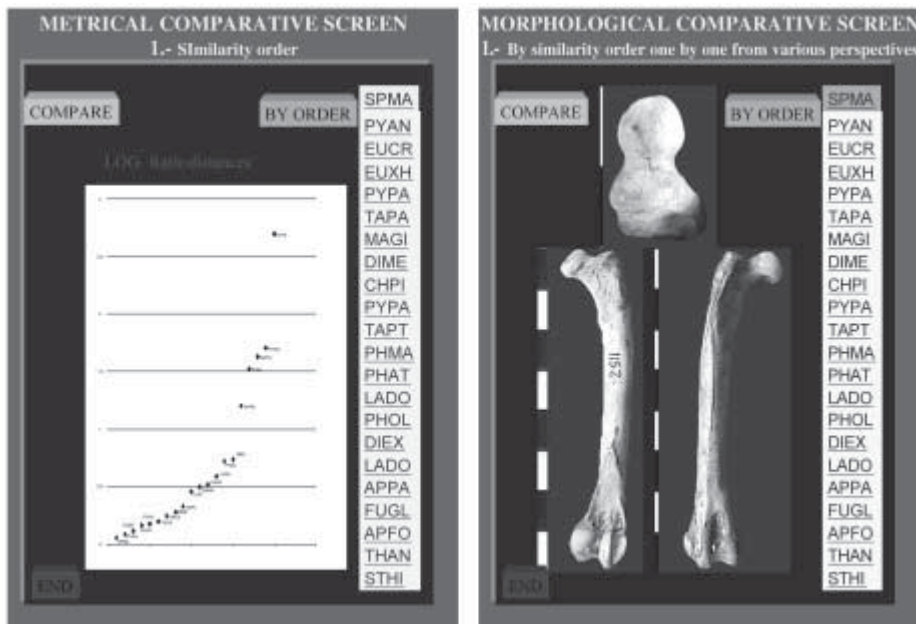 METRICAL COMPARATIVE SCREEN
1.- SImilarity order
COMPARE
BY ORDER
SPMA
PYAN
EUCR
EUXH
PYPA
TAPA
MAGI
DIME
CHPI
PYPA
TAPT
PHMA
PHAT
LADO
PHOL
DIEX
LADO
APPA
FUGL
APFO
THAN
STHI
LOG
END
MORPHOLOGICAL COMPARATIVE SCREEN
1.- By similarity order one by one from various perspectives
COMPARE
BY ORDER
SPMA
PYAN
EUCR
EUXH
PYPA
TAPA
MAGI
DIME
CHPI
PYPA
TAPT
PHMA
PHAT
LADO
PHOL
DIEX
LADO
APPA
FUGL
APFO
THAN
STHI
END